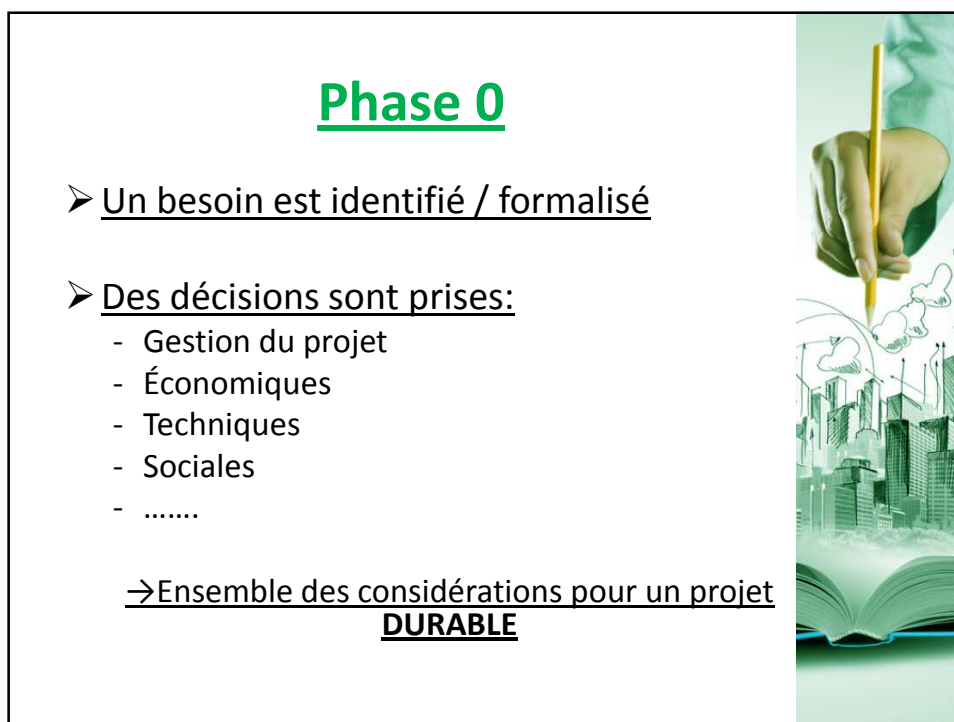 Phase 0
➢ Un besoin est identifié / formalisé
➢ Des décisions sont prises:
- Gestion du projet
- Économiques
- Techniques
- Sociales
- .......
→Ensemble des considérations pour un projet
DURABLE